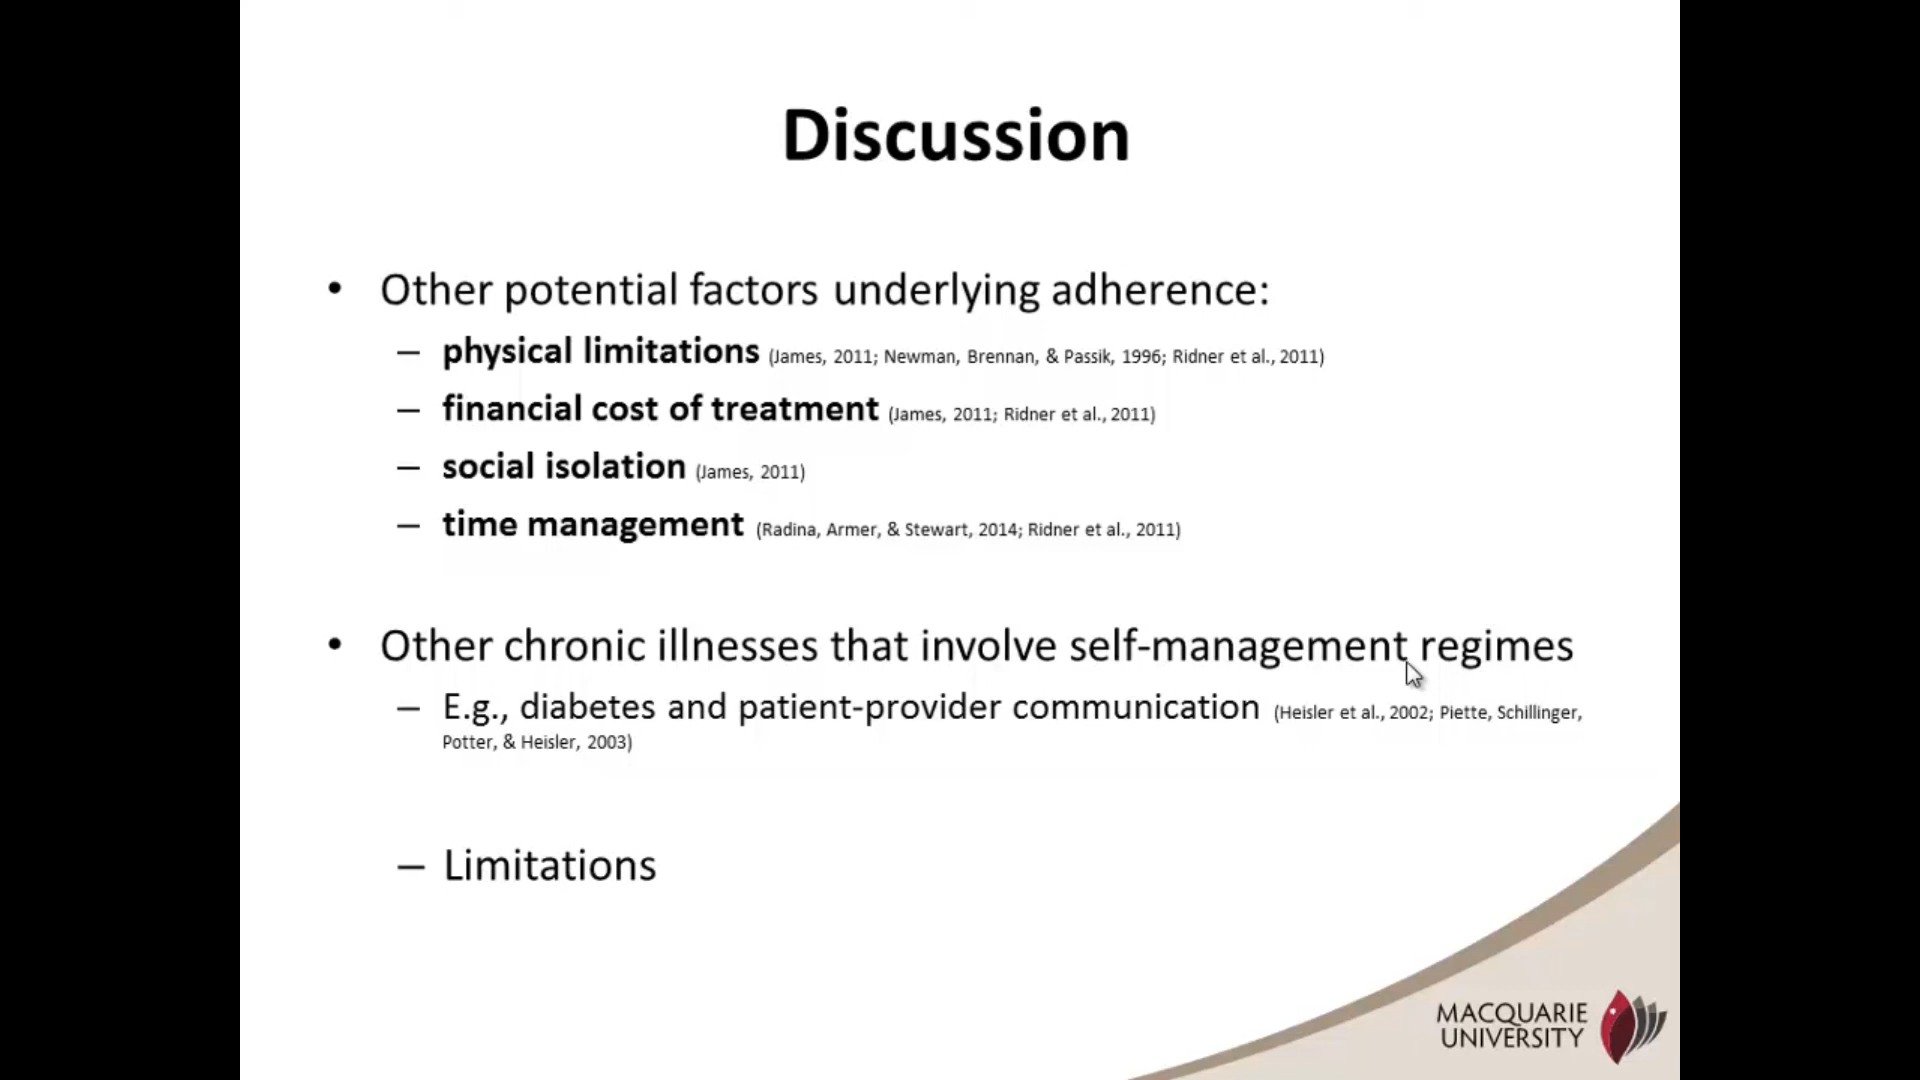 Discussion
• Other potential factors underlying adherence:
– physical limitations (James, 2011; Newman, Brennan, & Passik, 1996; Ridner et al., 2011)
– financial cost of treatment (James, 2011; Ridner et al., 2011)
– social isolation (James, 2011)
– time management (Radina, Armer, & Stewart, 2014; Ridner et al., 2011)
• Other chronic illnesses that involve self-management regimes
– E.g., diabetes and patient-provider communication (Heisler et al., 2002; Piette, Schillinger,
Potter, & Heisler, 2003)
– Limitations
MACQUARIE
UNIVERSITY